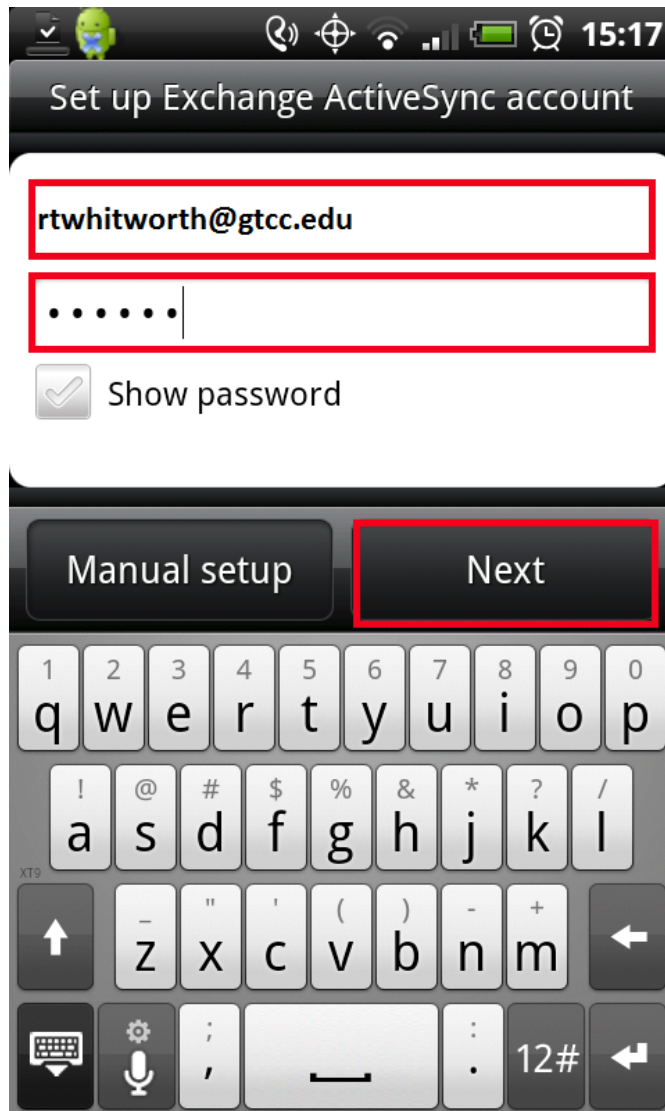 15:17
Set up Exchange ActiveSync account
rtwhitworth@gtcc.edu
••••••
Show password
Manual setup Next
1 2 3 4 5 6 7 8 9 0
q w e r t y u i o p
! @ # $ % & * ? /
a s d f g h j k l
XT9
_ " ' ( ) - +
z x c v b n m
; :
, . 12#